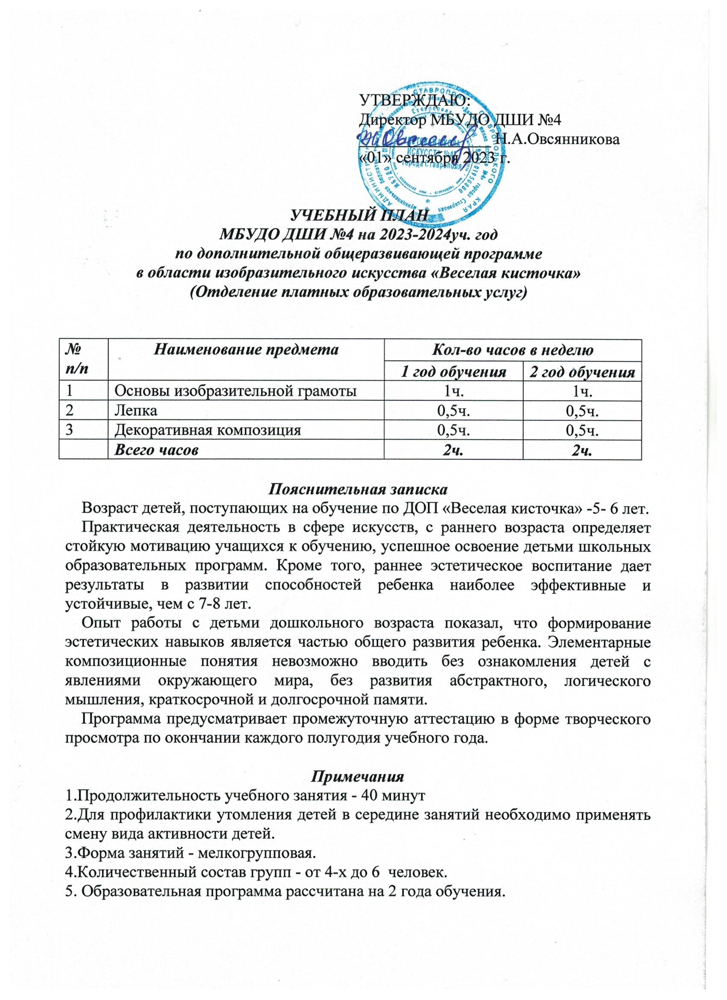 УТВЕРЖДАЮ:
Директор МБУДО ДШИ №4
Н.А.Овсянникова
«01» сентября 2023 г.
СТАВРОПОЛЬСКОГО КРАЯ
ИСКУССТВ №4
города Ставрополя
УЧЕБНЫЙ ПЛАН
МБУДО ДШИ №4 на 2023-2024уч. год
по дополнительной общеразвивающей программе
в области изобразительного искусства «Веселая кисточка»
(Отделение платных образовательных услуг)
№ Наименование предмета Кол-во часов в неделю
п/п 1 год обучения 2 год обучения
1 Основы изобразительной грамоты 1ч. 1ч.
2 Лепка 0,5ч. 0,5ч.
3 Декоративная композиция 0,5ч. 0,5ч.
Всего часов 2ч. 2ч.
Пояснительная записка
Возраст детей, поступающих на обучение по ДОП «Веселая кисточка» -5- 6 лет.
Практическая деятельность в сфере искусств, с раннего возраста определяет
стойкую мотивацию учащихся к обучению, успешное освоение детьми школьных
образовательных программ. Кроме того, раннее эстетическое воспитание дает
результаты в развитии способностей ребенка наиболее эффективные и
устойчивые, чем с 7-8 лет.
Опыт работы с детьми дошкольного возраста показал, что формирование
эстетических навыков является частью общего развития ребенка. Элементарные
композиционные понятия невозможно вводить без ознакомления детей с
явлениями окружающего мира, без развития абстрактного, логического
мышления, краткосрочной и долгосрочной памяти.
Программа предусматривает промежуточную аттестацию в форме творческого
просмотра по окончании каждого полугодия учебного года.
Примечания
1.Продолжительность учебного занятия - 40 минут
2.Для профилактики утомления детей в середине занятий необходимо применять
смену вида активности детей.
3.Форма занятий - мелкогрупповая.
4.Количественный состав групп - от 4-х до 6 человек.
5. Образовательная программа рассчитана на 2 года обучения.